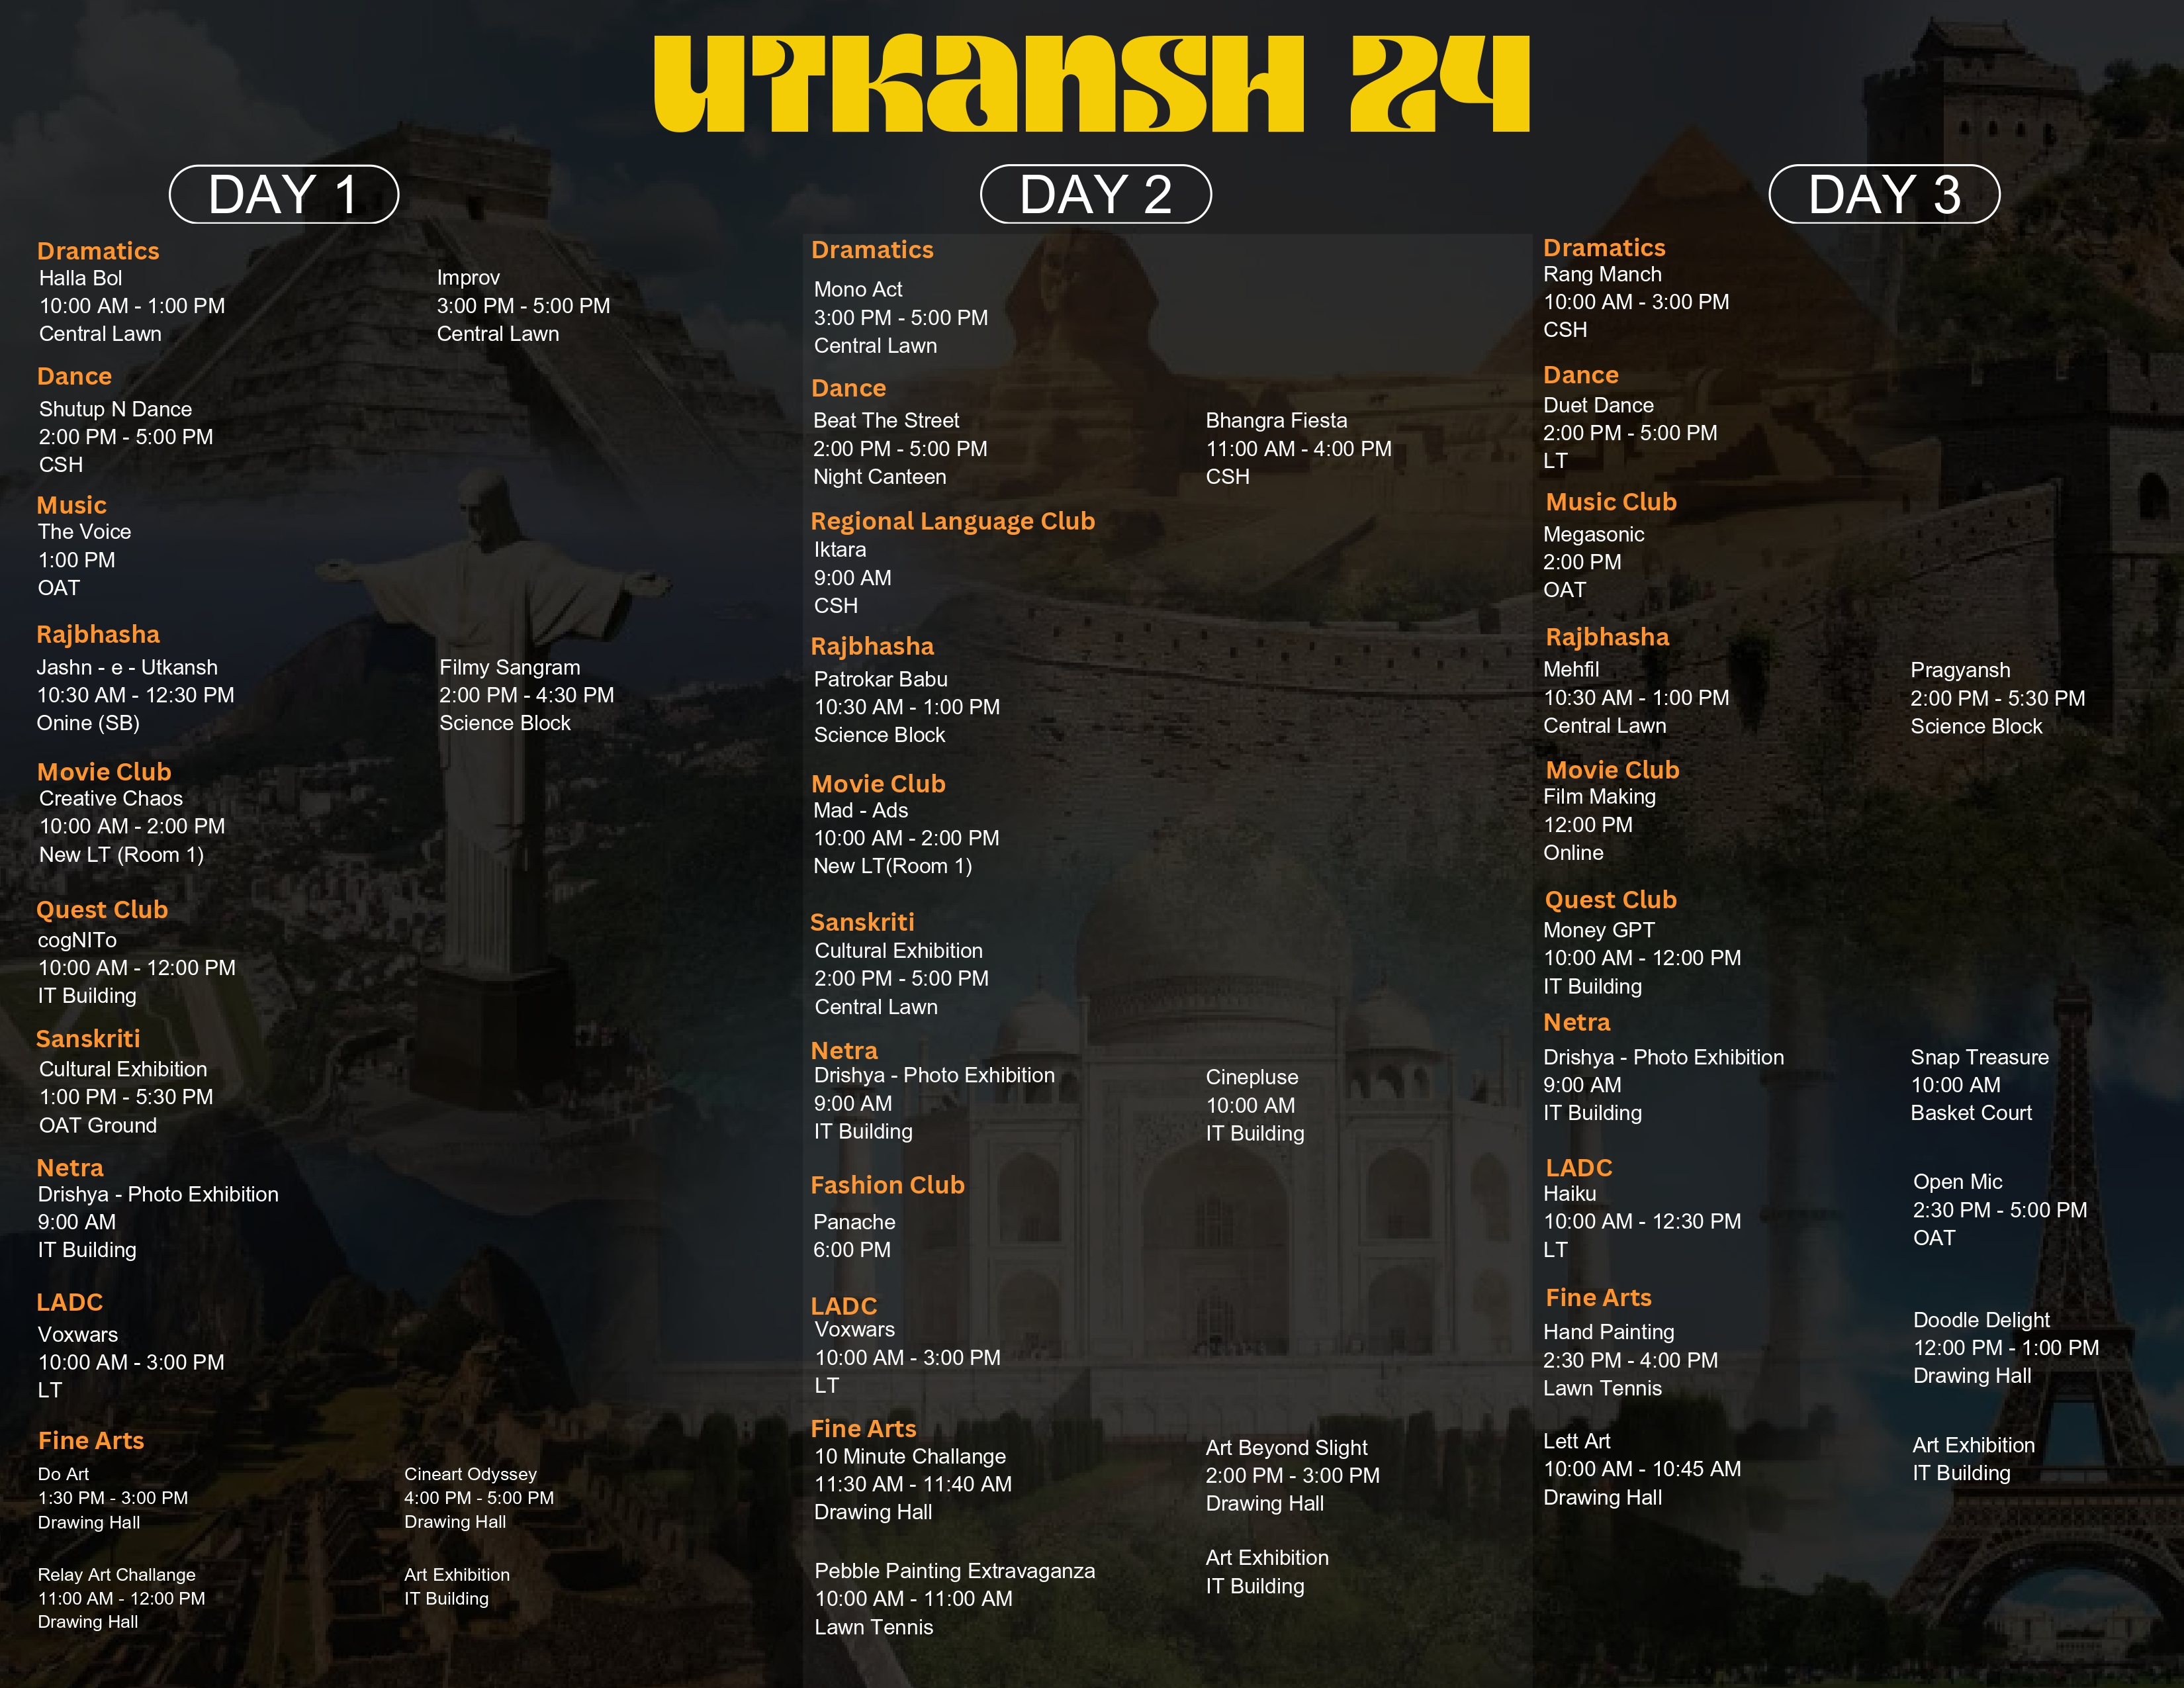 UTKANSH 24
DAY 1
Dramatics
Halla Bol
10:00 AM - 1:00 PM
Central Lawn
Improv
3:00 PM - 5:00 PM
Central Lawn
Dance
Shutup N Dance
2:00 PM - 5:00 PM
CSH
Music
The Voice
1:00 PM
OAT
Rajbhasha
Jashn - e - Utkansh
10:30 AM - 12:30 PM
Onine (SB)
Filmy Sangram
2:00 PM - 4:30 PM
Science Block
Movie Club
Creative Chaos
10:00 AM - 2:00 PM
New LT (Room 1)
Quest Club
cogNITo
10:00 AM - 12:00 PM
IT Building
Sanskriti
Cultural Exhibition
1:00 PM - 5:30 PM
OAT Ground
Netra
Drishya - Photo Exhibition
9:00 AM
IT Building
LADC
Voxwars
10:00 AM - 3:00 PM
LT
Fine Arts
Do Art
1:30 PM - 3:00 PM
Drawing Hall
Cineart Odyssey
4:00 PM - 5:00 PM
Drawing Hall
Relay Art Challange
11:00 AM - 12:00 PM
Drawing Hall
Art Exhibition
IT Building
DAY 2
Dramatics
Mono Act
3:00 PM - 5:00 PM
Central Lawn
Dance
Beat The Street
2:00 PM - 5:00 PM
Night Canteen
Bhangra Fiesta
11:00 AM - 4:00 PM
CSH
Regional Language Club
Iktara
9:00 AM
CSH
Rajbhasha
Patrokar Babu
10:30 AM - 1:00 PM
Science Block
Movie Club
Mad - Ads
10:00 AM - 2:00 PM
New LT(Room 1)
Sanskriti
Cultural Exhibition
2:00 PM - 5:00 PM
Central Lawn
Netra
Drishya - Photo Exhibition
9:00 AM
IT Building
Cinepluse
10:00 AM
IT Building
Fashion Club
Panache
6:00 PM
LADC
Voxwars
10:00 AM - 3:00 PM
LT
Fine Arts
10 Minute Challange
11:30 AM - 11:40 AM
Drawing Hall
Art Beyond Slight
2:00 PM - 3:00 PM
Drawing Hall
Pebble Painting Extravaganza
10:00 AM - 11:00 AM
Lawn Tennis
Art Exhibition
IT Building
DAY 3
Dramatics
Rang Manch
10:00 AM - 3:00 PM
CSH
Dance
Duet Dance
2:00 PM - 5:00 PM
LT
Music Club
Megasonic
2:00 PM
OAT
Rajbhasha
Mehfil
10:30 AM - 1:00 PM
Central Lawn
Pragyansh
2:00 PM - 5:30 PM
Science Block
Movie Club
Film Making
12:00 PM
Online
Quest Club
Money GPT
10:00 AM - 12:00 PM
IT Building
Netra
Drishya - Photo Exhibition
9:00 AM
IT Building
Snap Treasure
10:00 AM
Basket Court
LADC
Haiku
10:00 AM - 12:30 PM
LT
Open Mic
2:30 PM - 5:00 PM
OAT
Fine Arts
Hand Painting
2:30 PM - 4:00 PM
Lawn Tennis
Doodle Delight
12:00 PM - 1:00 PM
Drawing Hall
Lett Art
10:00 AM - 10:45 AM
Drawing Hall
Art Exhibition
IT Building